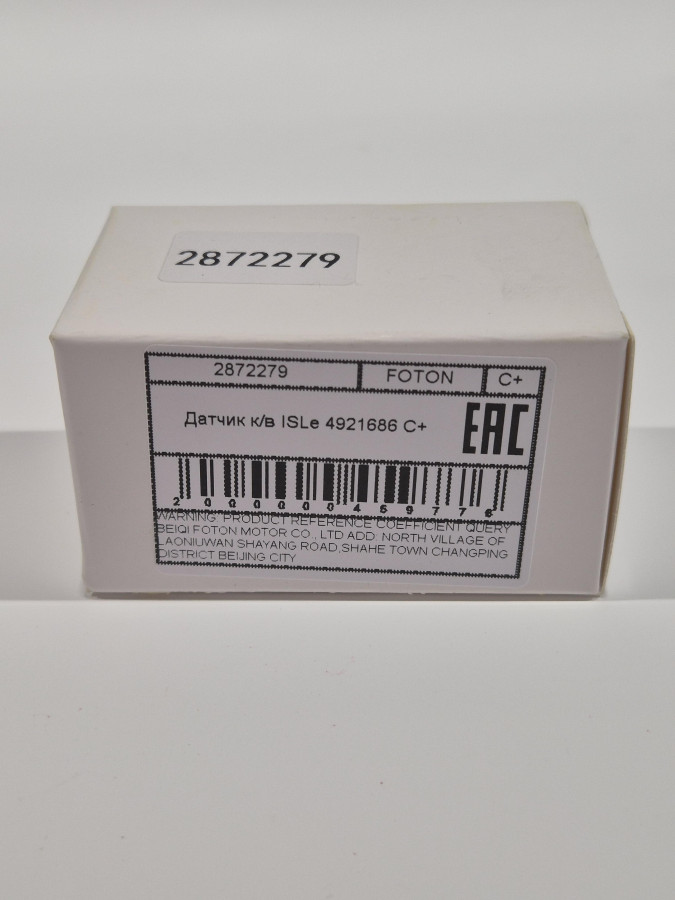 2872279
2872279 FOTON C+
Датчик к/в ISLe 4921686 C+ EAC
2000000469776
WARNING: PRODUCT REFERENCE COEFFICIENT QUERY
BEIQI FOTON MOTOR CO., LTD ADD: NORTH VILLAGE OF
LAONIUWAN SHAYANG ROAD,SHAHE TOWN CHANGPING
DISTRICT BEIJING CITY